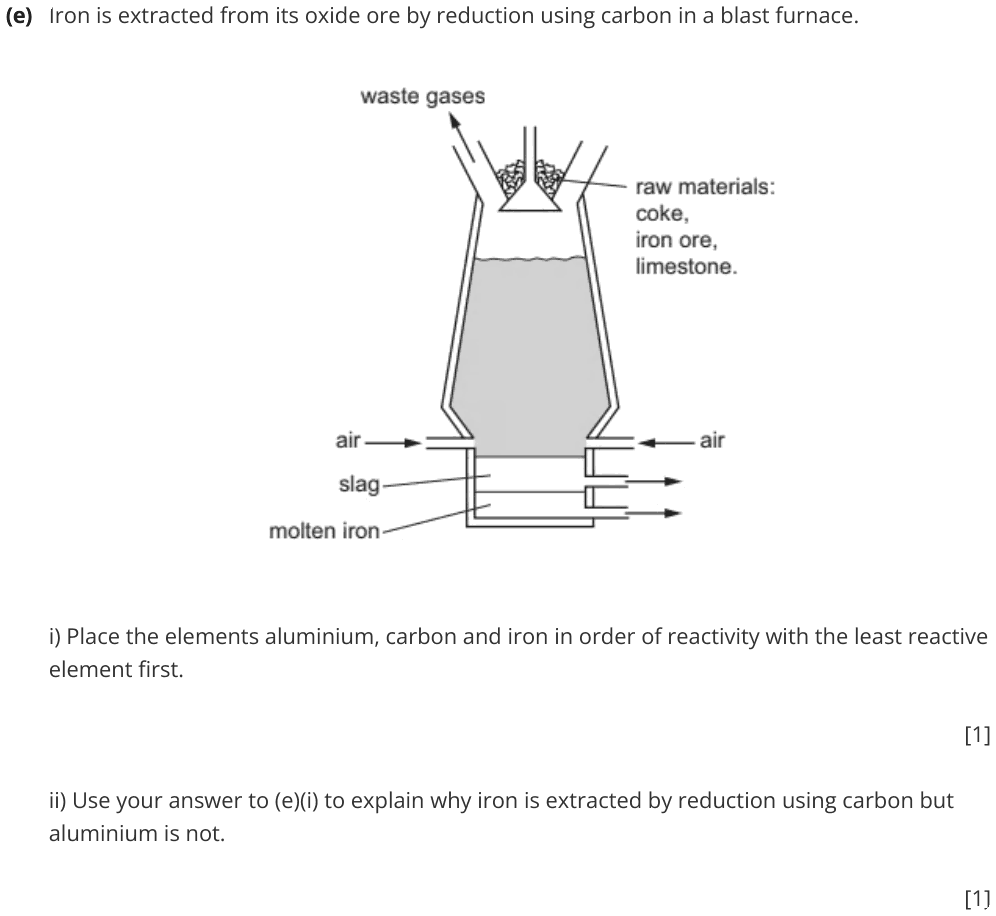 (e) Iron is extracted from its oxide ore by reduction using carbon in a blast furnace.
waste gases
raw materials:
coke,
iron ore,
limestone.
air
air
slag
molten iron
i) Place the elements aluminium, carbon and iron in order of reactivity with the least reactive
element first.
[1]
ii) Use your answer to (e)(i) to explain why iron is extracted by reduction using carbon but
aluminium is not.
[1]